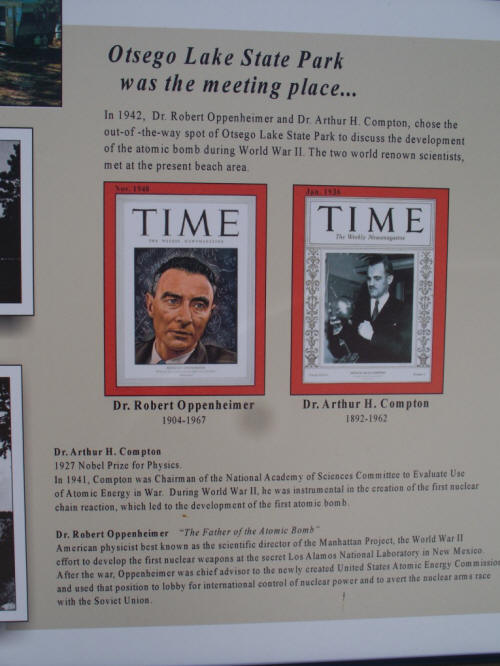 Otsego Lake State Park
was the meeting place...
In 1942, Dr. Robert Oppenheimer and Dr. Arthur H. Compton, chose the
out-of -the-way spot of Otsego Lake State Park to discuss the development
of the atomic bomb during World War II. The two world renown scientists,
met at the present beach area.
Nov. 1948
TIME
THE WEEKLY NEWSMAGAZINE
Jan. 1936
TIME
The Weekly Newsmagazine
Dr. Robert Oppenheimer
1904-1967
Dr. Arthur H. Compton
1892-1962
Dr. Arthur H. Compton
1927 Nobel Prize for Physics.
In 1941, Compton was Chairman of the National Academy of Sciences Committee to Evaluate Use
of Atomic Energy in War. During World War II, he was instrumental in the creation of the first nuclear
chain reaction, which led to the development of the first atomic bomb.
Dr. Robert Oppenheimer "The Father of the Atomic Bomb"
American physicist best known as the scientific director of the Manhattan Project, the World War II
effort to develop the first nuclear weapons at the secret Los Alamos National Laboratory in New Mexico.
After the war, Oppenheimer was chief advisor to the newly created United States Atomic Energy Commission
and used that position to lobby for international control of nuclear power and to avert the nuclear arms race
with the Soviet Union.